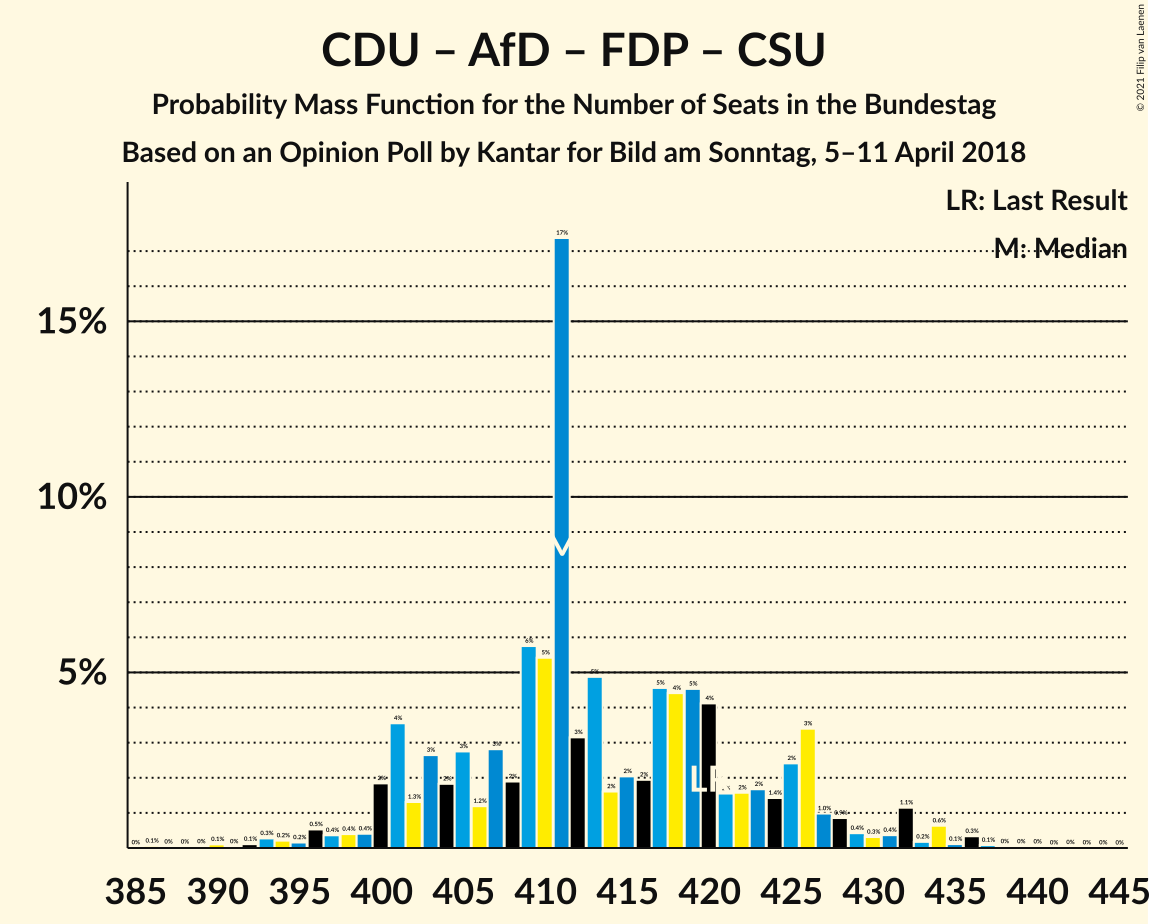 CDU – AfD – FDP – CSU
Probability Mass Function for the Number of Seats in the Bundestag
Based on an Opinion Poll by Kantar for Bild am Sonntag, 5–11 April 2018
© 2021 Filip van Laenen
LR: Last Result
M: Median
15%
10%
5%
0% 0.1% 0% 0% 0% 0.1% 0% 0.1% 0.3% 0.2% 0.2% 0.5% 0.4% 0.4% 0.4% 2% 4% 1.3% 3% 2% 3% 1.2% 3% 2% 6% 5% 17% 3% 5% 2% 2% 2% 5% 4% 5% 4% 2% 2% 1.4% 2% 3% 1.0% 0.9% 0.4% 0.3% 0.4% 1.1% 0.2% 0.6% 0.1% 0.3% 0.1% 0% 0% 0% 0% 0% 0% 0% 0%
M
LR
385 390 395 400 405 410 415 420 425 430 435 440 445